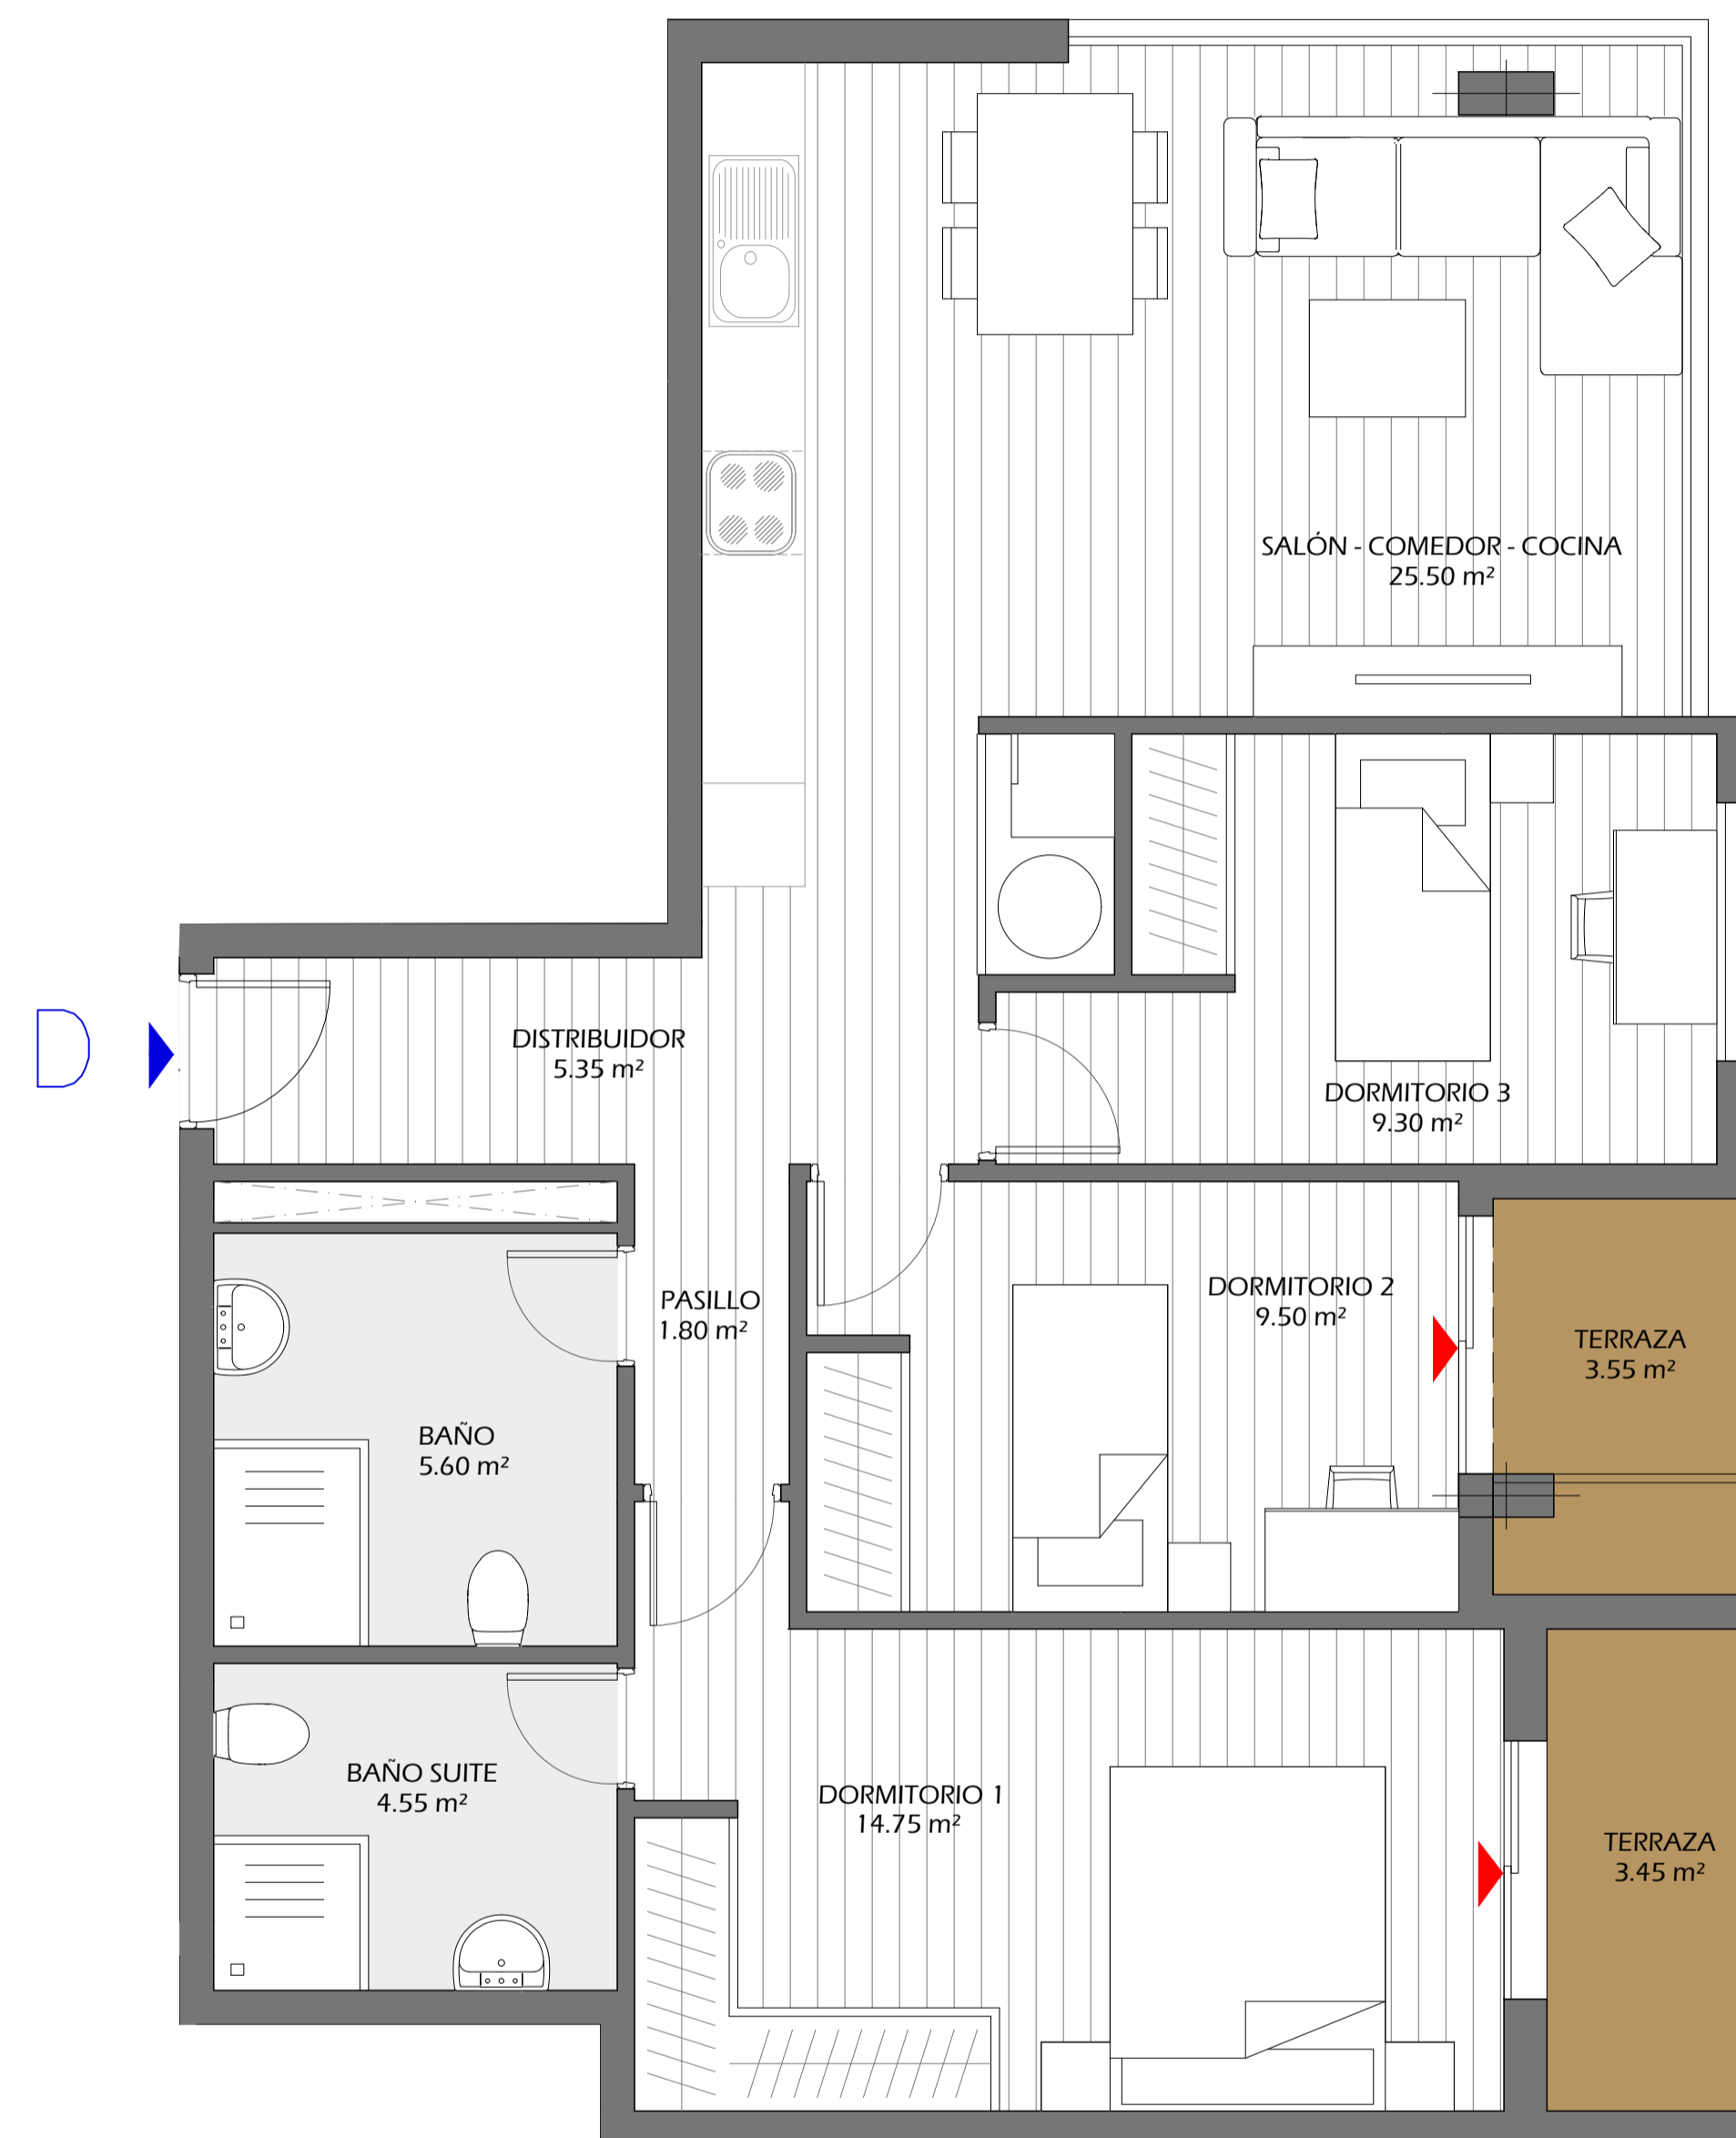 SALÓN - COMEDOR - COCINA
25.50 m²
D
DISTRIBUIDOR
5.35 m²
DORMITORIO 3
9.30 m²
PASILLO
1.80 m²
DORMITORIO 2
9.50 m²
TERRAZA
3.55 m²
BAÑO
5.60 m²
BAÑO SUITE
4.55 m²
DORMITORIO 1
14.75 m²
TERRAZA
3.45 m²